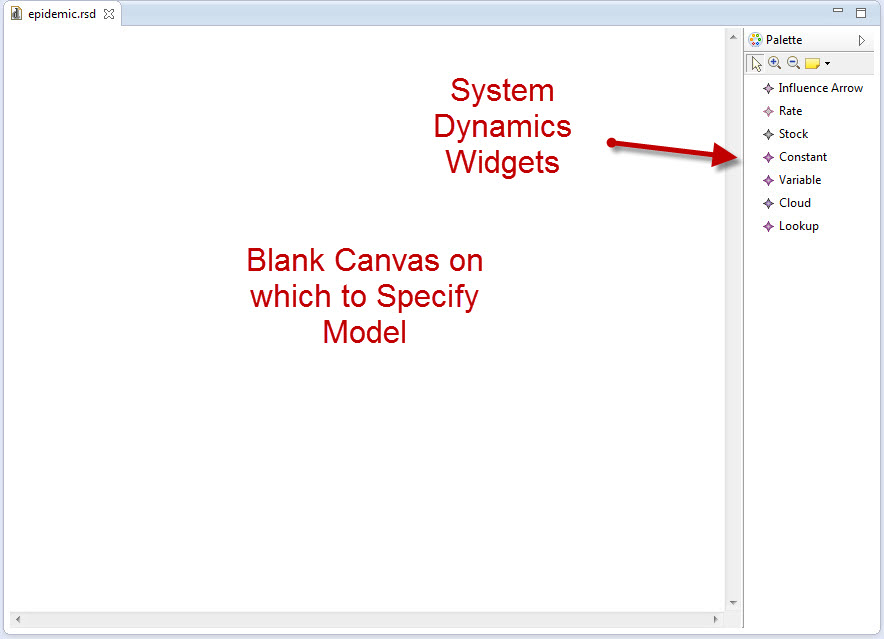 epidemic.rsd
Palette
System
Dynamics
Widgets
Influence Arrow
Rate
Stock
Constant
Variable
Cloud
Lookup
Blank Canvas on
which to Specify
Model